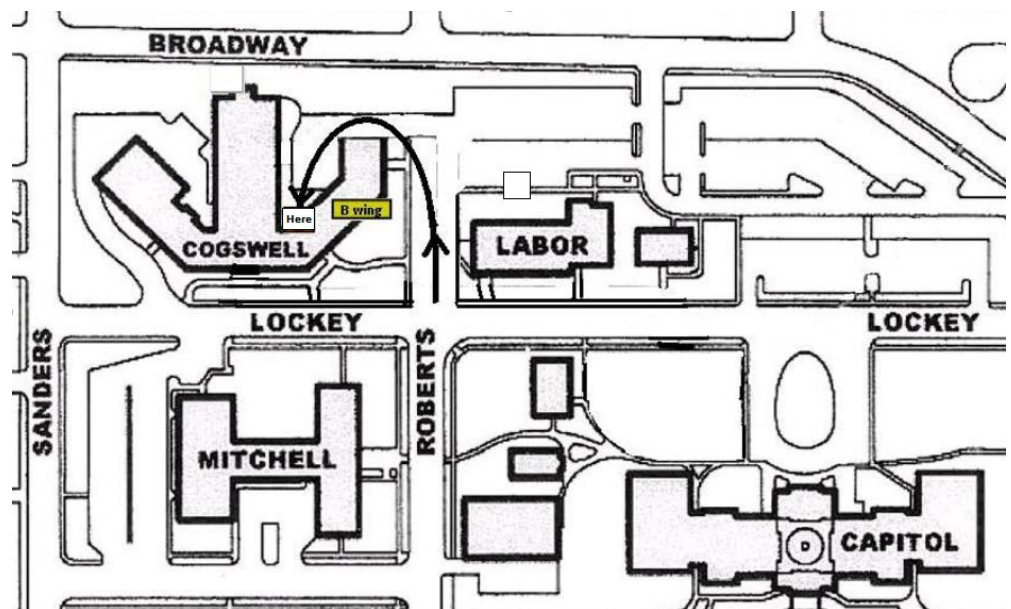 BROADWAY
Here
B wing
COGSWELL
LABOR
LOCKEY
LOCKEY
SANDERS
ROBERTS
MITCHELL
CAPITOL